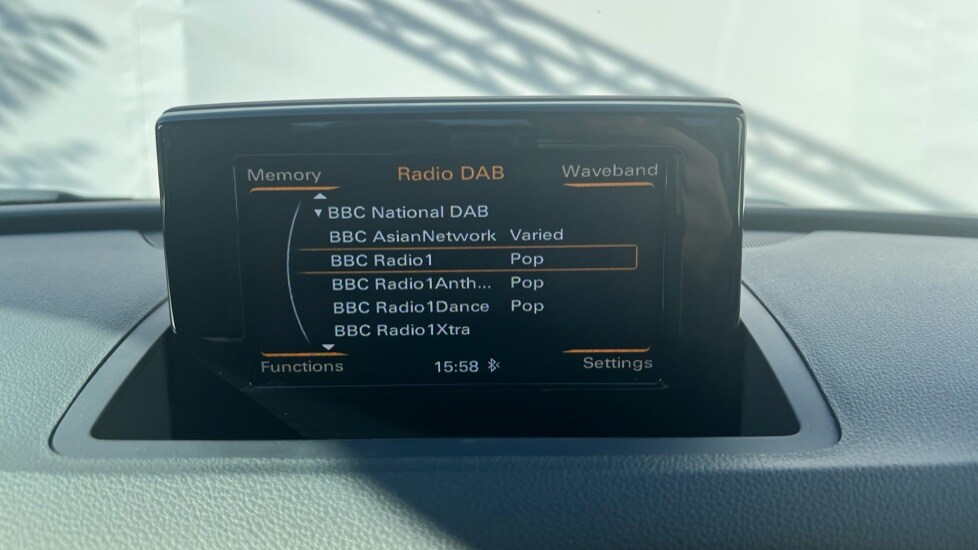 Memory Radio DAB Waveband
BBC National DAB
BBC AsianNetwork Varied
BBC Radio1 Pop
BBC Radio1Anth... Pop
BBC Radio1Dance Pop
BBC Radio1Xtra
Functions 15:58 Settings